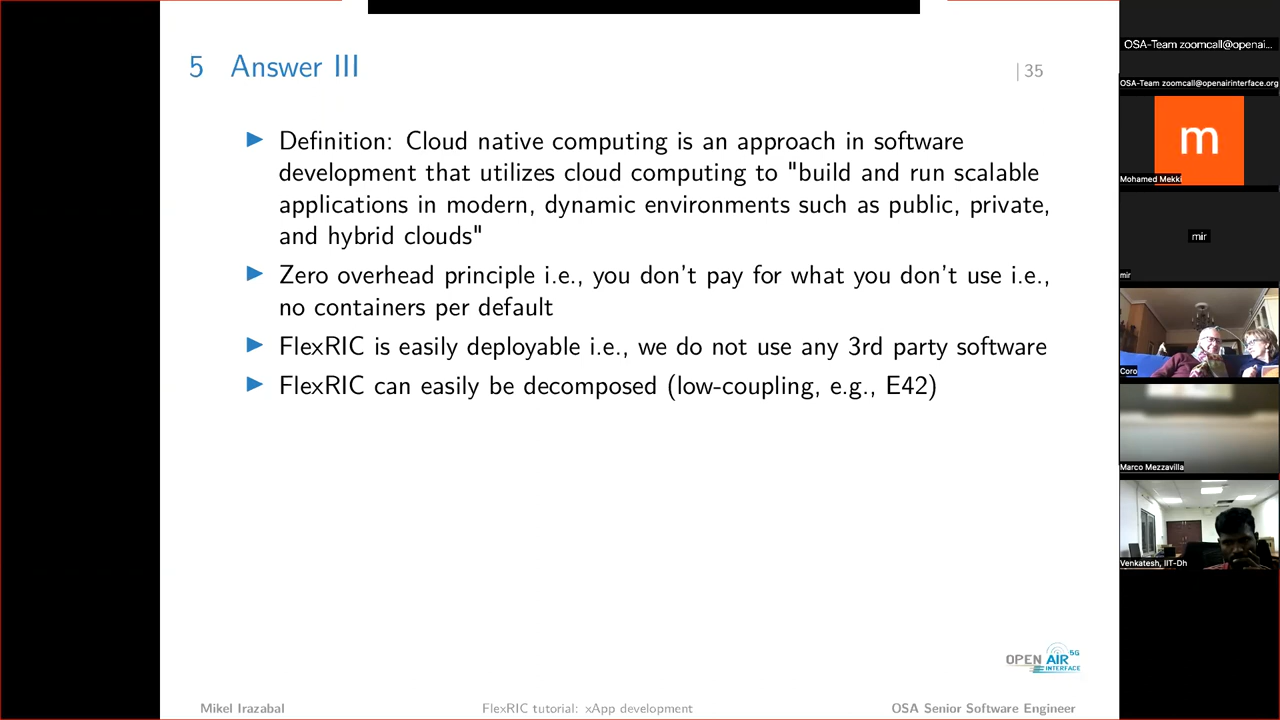 5 Answer III
| 35
Definition: Cloud native computing is an approach in software
development that utilizes cloud computing to "build and run scalable
applications in modern, dynamic environments such as public, private,
and hybrid clouds"
Zero overhead principle i.e., you don't pay for what you don't use i.e.,
no containers per default
FlexRIC is easily deployable i.e., we do not use any 3rd party software
FlexRIC can easily be decomposed (low-coupling, e.g., E42)
OPEN AIR 5G
INTERFACE
Mikel Irazabal
FlexRIC tutorial: xApp development
OSA Senior Software Engineer
OSA-Team zoomcall@openai...
OSA-Team zoomcall@openairinterface.org
m
Mohamed Mekki
mir
mir
Coro
Marco Mezzavilla
Venkatesh, IIT-Dh